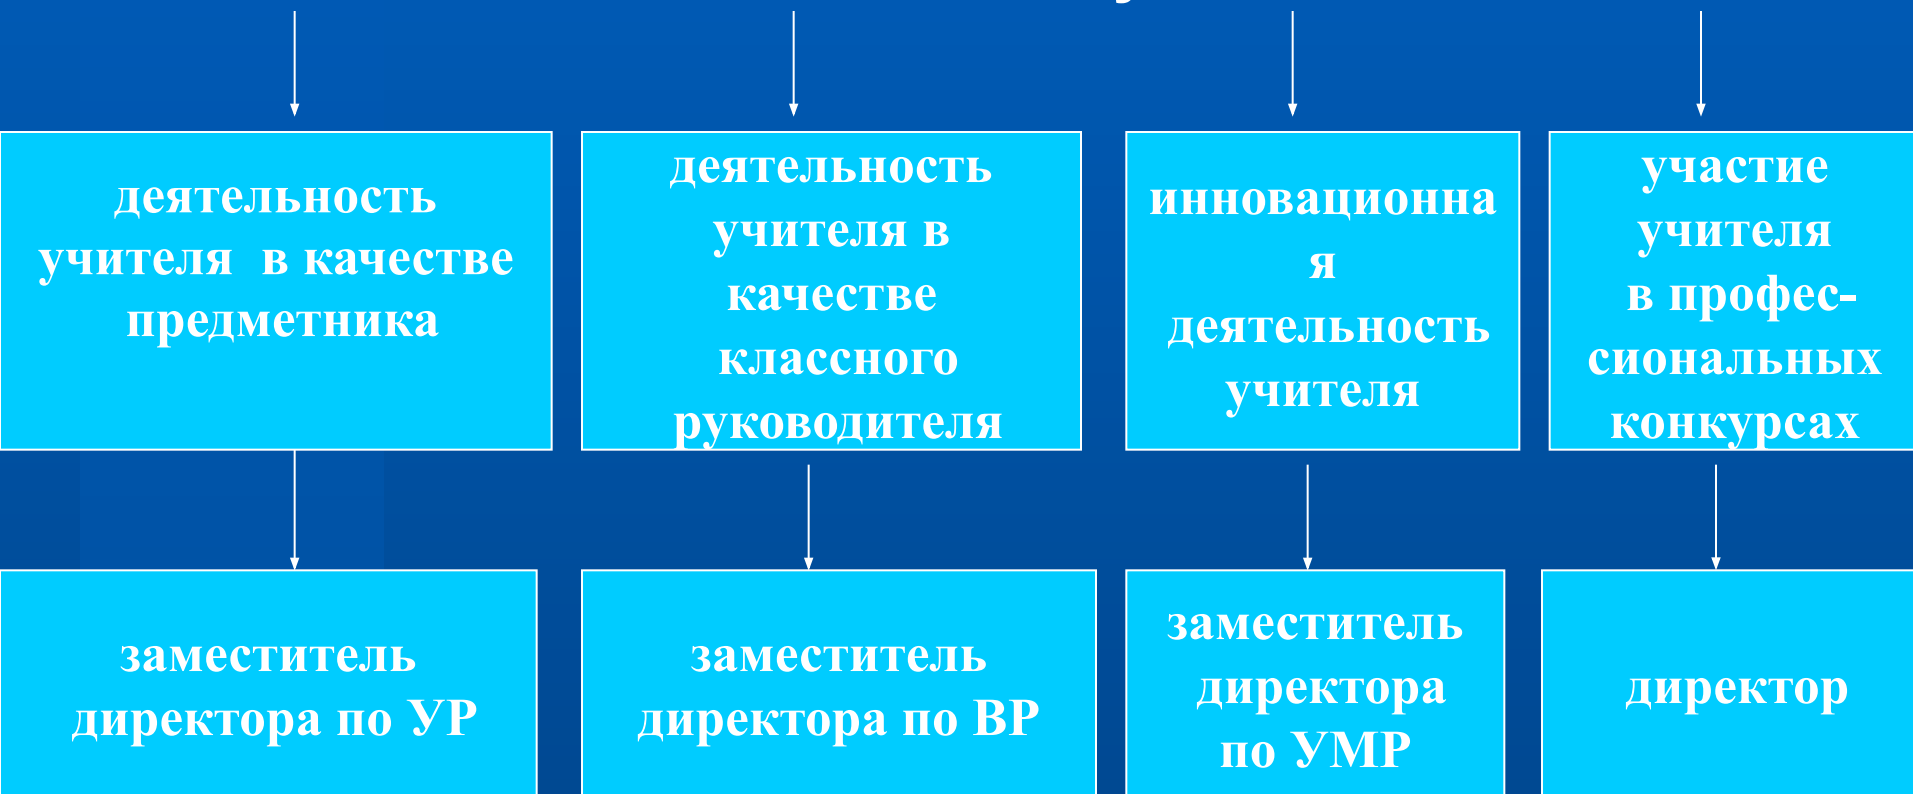 деятельность
учителя в качестве
предметника
деятельность
учителя в
качестве
классного
руководителя
инновационна
я
деятельность
учителя
участие
учителя
в профес-
сиональных
конкурсах
заместитель
директора по УР
заместитель
директора по ВР
заместитель
директора
по УМР
директор